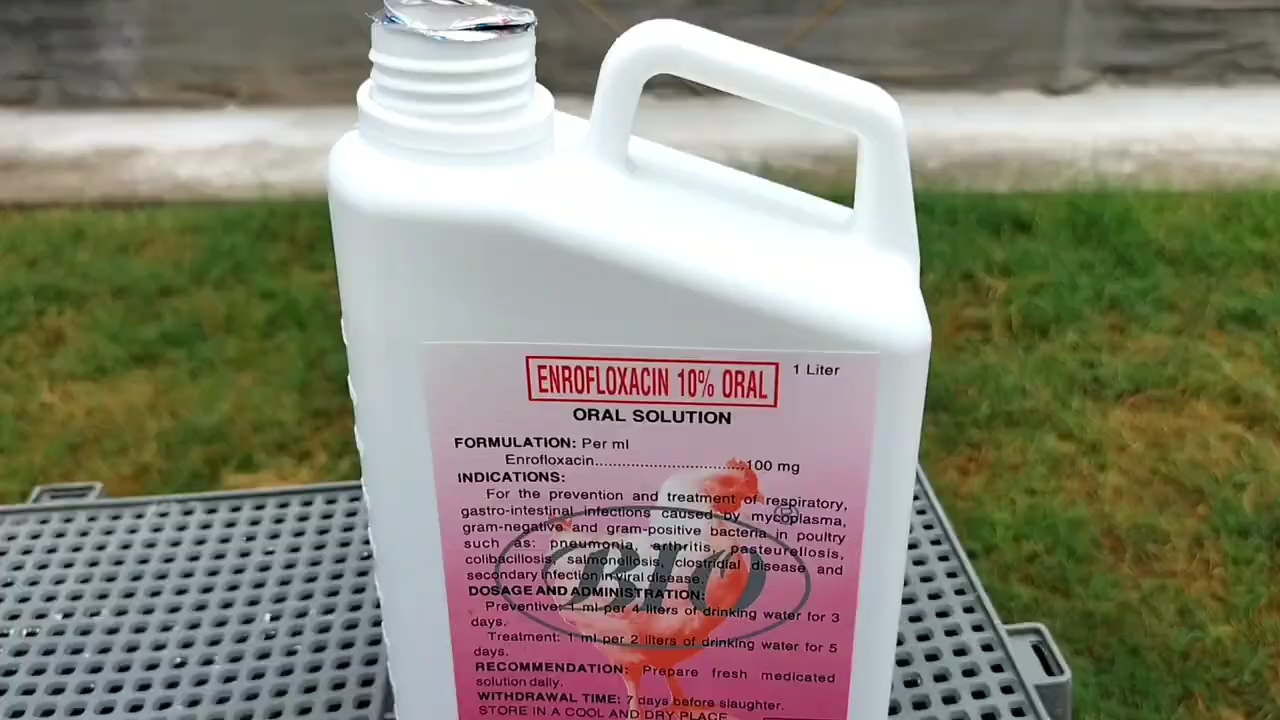 ENROFLOXACIN 10% ORAL 1 Liter
ORAL SOLUTION
FORMULATION: Per ml
Enrofloxacin................................100 mg
INDICATIONS:
For the prevention and treatment of respiratory,
gastro-intestinal infections caused by mycoplasma,
gram-negative and gram-positive bacteria in poultry
such as: pneumonia, arthritis, pasteurellosis,
colibacillosis, salmonellosis, clostridial disease and
secondary infection in viral disease.
BIO ®
DOSAGE AND ADMINISTRATION:
Preventive: 1 ml per 4 liters of drinking water for 3
days.
Treatment: 1 ml per 2 liters of drinking water for 5
days.
RECOMMENDATION: Prepare fresh medicated
solution daily.
WITHDRAWAL TIME: 7 days before slaughter.
STORE IN A COOL AND DRY PLACE